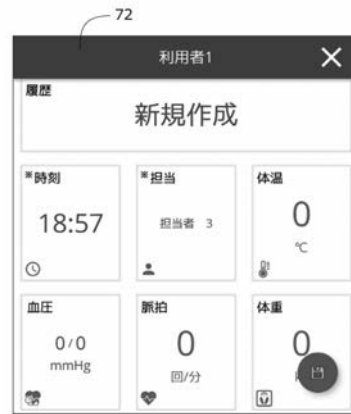 72
利用者1
履歴
新規作成
※時刻
※担当
体温
18:57
担当者 3
0
℃
血圧
脈拍
体重
0/0
0
0
mmHg
回/分